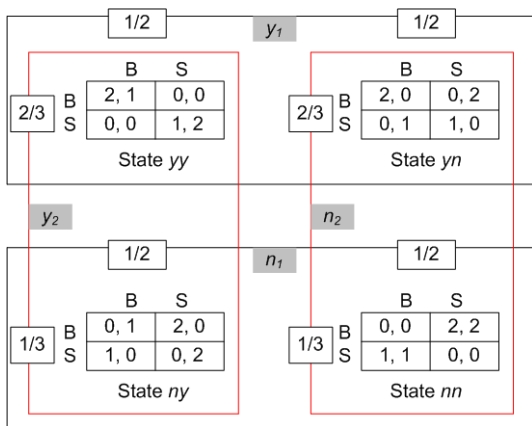 1/2 y₁ 1/2
B S B S
2/3 B 2, 1 0, 0 2/3 B 2, 0 0, 2
S 0, 0 1, 2 S 0, 1 1, 0
State yy State yn
y₂ n₂
1/2 n₁ 1/2
B S B S
1/3 B 0, 1 2, 0 1/3 B 0, 0 2, 2
S 1, 0 0, 2 S 1, 1 0, 0
State ny State nn